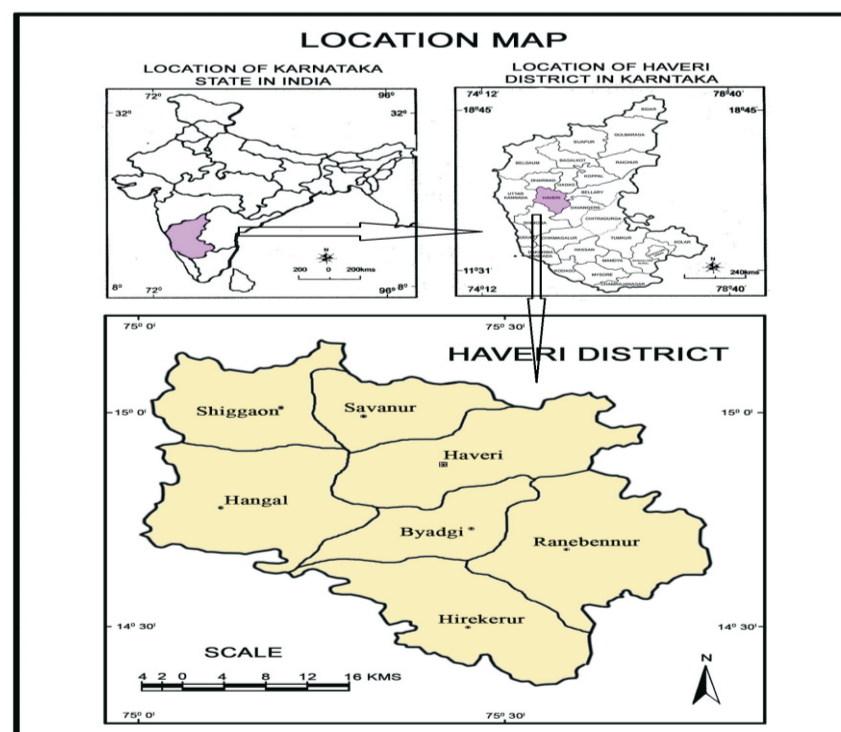 LOCATION MAP
LOCATION OF KARNATAKA
STATE IN INDIA
72°
96°
32°
32°
8°
8°
72°
96°
200 0 200kms
LOCATION OF HAVERI
DISTRICT IN KARNTAKA
74° 12'
78° 40'
18° 45'
18° 45'
BIDAR
GULBARAGA
BIJAPUR
BELGAUM
BAGALKOT
RAICHUR
KOPPAL
DHARWAD
GADAG
UTTAR
KANNADA
HAVERI
BELLARY
DAVANGERE
CHITRADURGA
CHIKMAGALUR
TUMKUR
KOLAR
HASSAN
MANDYA
KODAGU
MYSORE
CHAMRAJNAGAR
11° 31
11° 31
240kms
74° 12'
78° 40'
75° 0'
75° 30'
HAVERI DISTRICT
15° 0'
15° 0'
Shiggaon
Savanur
Haveri
Hangal
Byadgi
Ranebennur
Hirekerur
14° 30'
14° 30'
SCALE
4 2 0 4 8 12 16 KMS
N
75° 0'
75° 30'